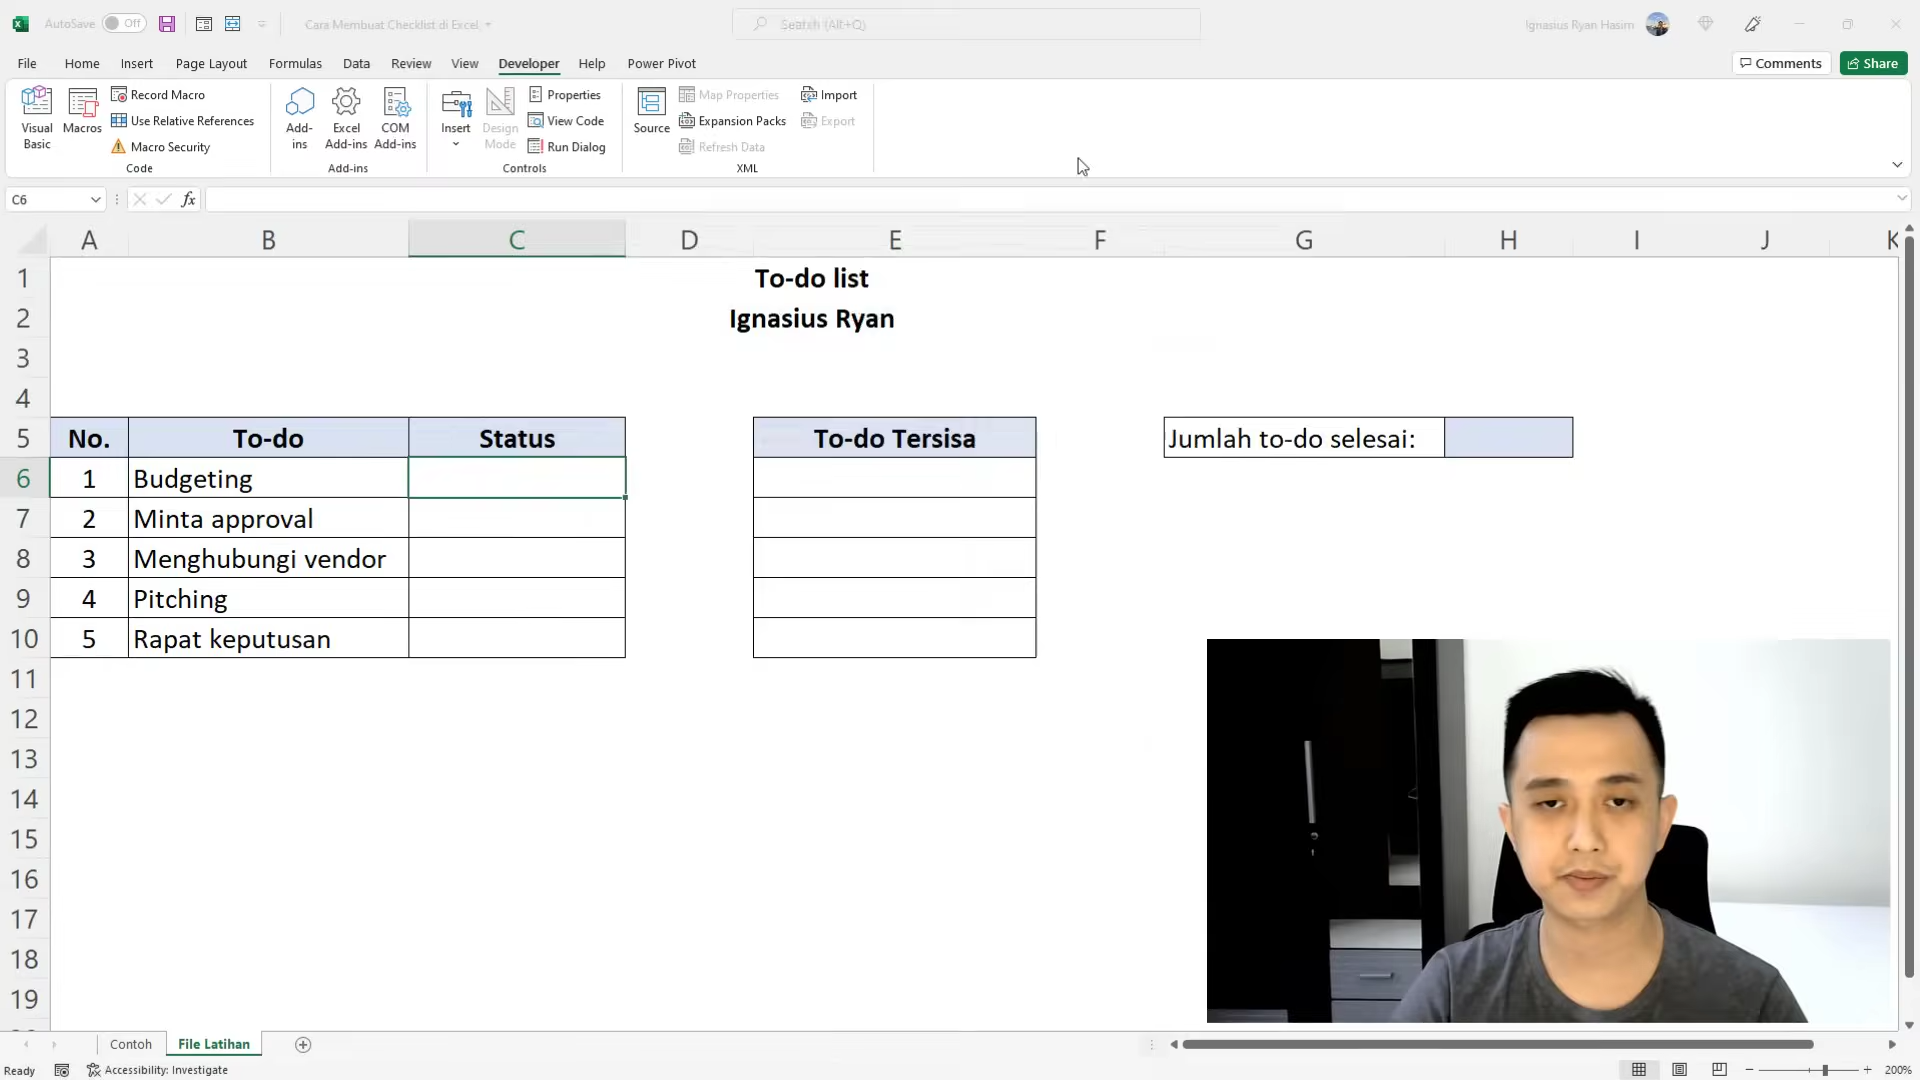 AutoSave Off Cara Membuat Checklist di Excel Search (Alt+Q) Ignasius Ryan Hasim
File Home Insert Page Layout Formulas Data Review View Developer Help Power Pivot Comments Share
Visual Basic
Macros
Record Macro
Use Relative References
Macro Security
Code
Add-ins
Excel Add-ins
COM Add-ins
Add-ins
Insert
Design Mode
Properties
View Code
Run Dialog
Controls
Source
Map Properties
Expansion Packs
Refresh Data
Import
Export
XML
C6 fx
A B C D E F G H I J K
1 To-do list
2 Ignasius Ryan
3
4
5 No. To-do Status To-do Tersisa Jumlah to-do selesai:
6 1 Budgeting
7 2 Minta approval
8 3 Menghubungi vendor
9 4 Pitching
10 5 Rapat keputusan
11
12
13
14
15
16
17
18
19
Contoh File Latihan
Ready Accessibility: Investigate 200%